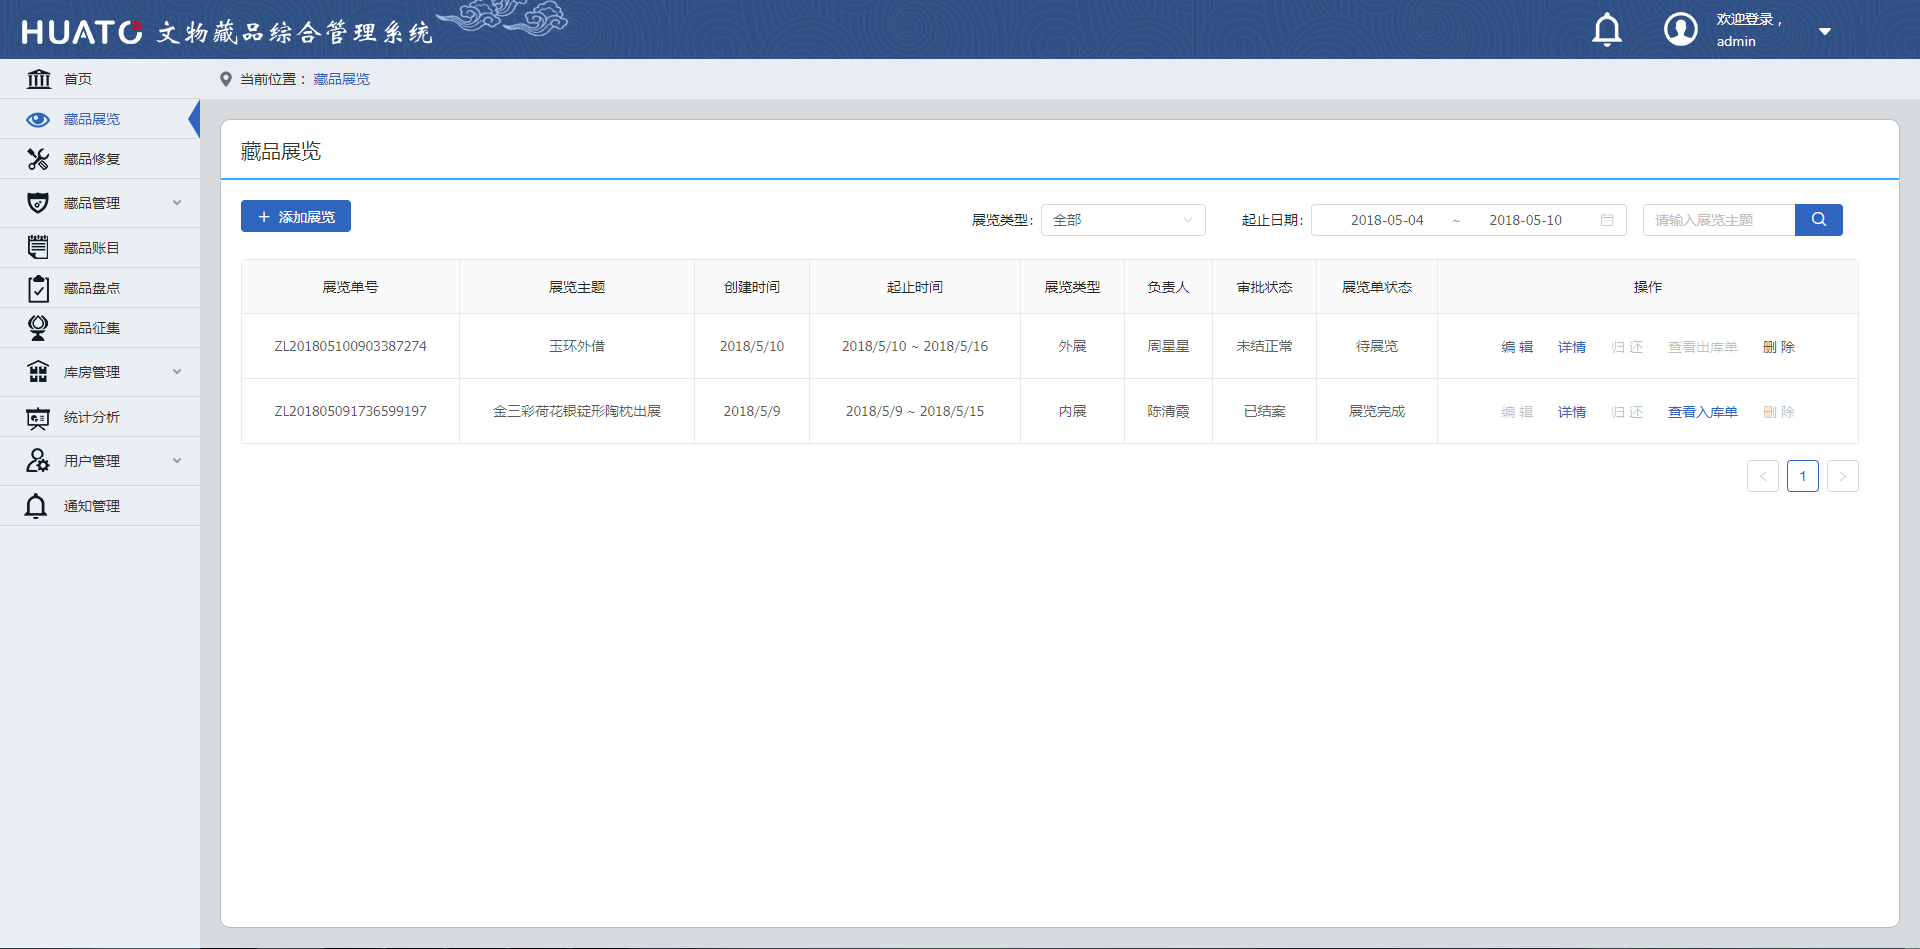 HUATO 文物藏品综合管理系统
欢迎登录，
admin
首页
藏品展览
藏品修复
藏品管理
藏品账目
藏品盘点
藏品征集
库房管理
统计分析
用户管理
通知管理
当前位置： 藏品展览
藏品展览
+ 添加展览 展览类型: 全部 起止日期: 2018-05-04 ~ 2018-05-10 请输入展览主题
展览单号 展览主题 创建时间 起止时间 展览类型 负责人 审批状态 展览单状态 操作
ZL201805100903387274 玉环外借 2018/5/10 2018/5/10 ~ 2018/5/16 外展 周星星 未结正常 待展览 编 辑 详情 归 还 查看出库单 删 除
ZL201805091736599197 金三彩荷花银锭形陶枕出展 2018/5/9 2018/5/9 ~ 2018/5/15 内展 陈清霞 已结案 展览完成 编 辑 详情 归 还 查看入库单 删 除
< 1 >